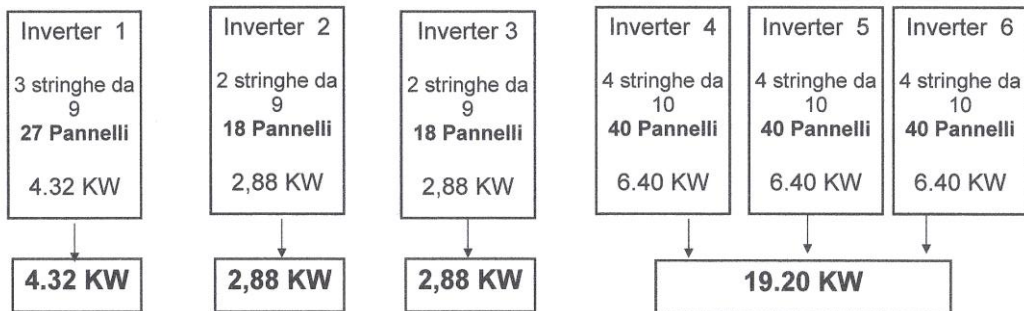 Inverter 1
3 stringhe da
9
27 Pannelli
4.32 KW
4.32 KW
Inverter 2
2 stringhe da
9
18 Pannelli
2,88 KW
2,88 KW
Inverter 3
2 stringhe da
9
18 Pannelli
2,88 KW
2,88 KW
Inverter 4
4 stringhe da
10
40 Pannelli
6.40 KW
Inverter 5
4 stringhe da
10
40 Pannelli
6.40 KW
Inverter 6
4 stringhe da
10
40 Pannelli
6.40 KW
19.20 KW